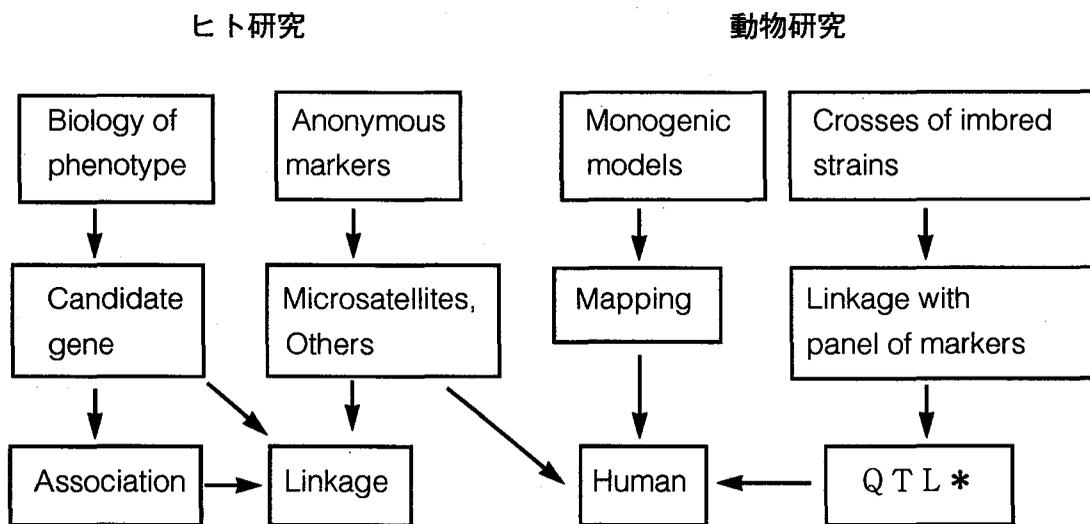 ヒト研究
動物研究
Biology of
phenotype
Anonymous
markers
Monogenic
models
Crosses of imbred
strains
Candidate
gene
Microsatellites,
Others
Mapping
Linkage with
panel of markers
Association
Linkage
Human
QTL*